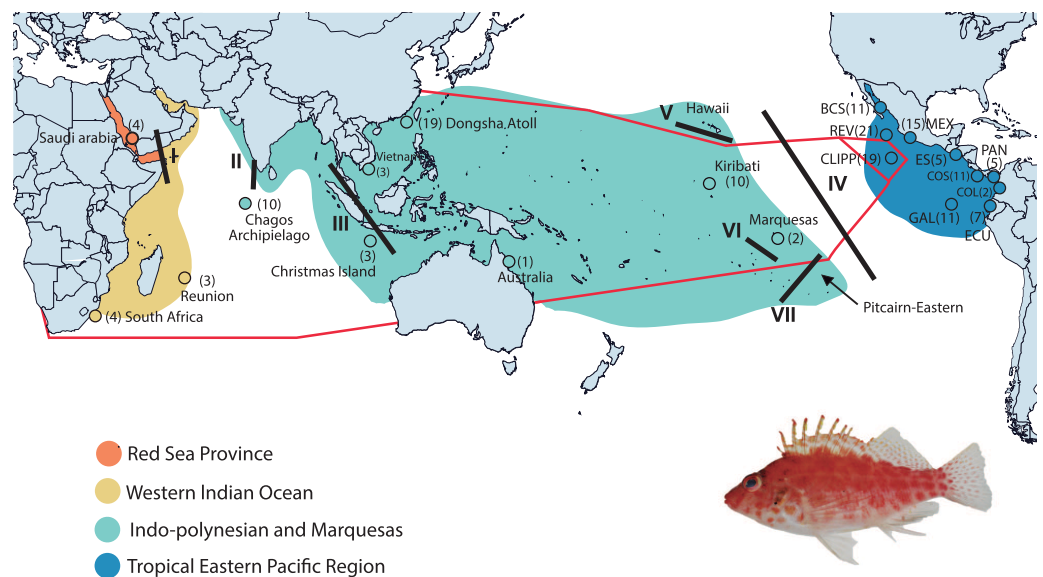 BCS(11)
(15)MEX
REV(21)
PAN
(5)
CLIPP(19)
ES(5)
COS(11)
COL(2)
GAL(11)
(7)
ECU
IV
Hawaii
V
(4)
Saudi arabia
I
(19) Dongsha,Atoll
Vietnam
(3)
II
(10)
Chagos
Archipielago
III
Kiribati
(10)
Marquesas
(2)
VI
(3)
Christmas Island
(1)
Australia
(3)
Reunion
(4) South Africa
VII
Pitcairn-Eastern
Red Sea Province
Western Indian Ocean
Indo-polynesian and Marquesas
Tropical Eastern Pacific Region